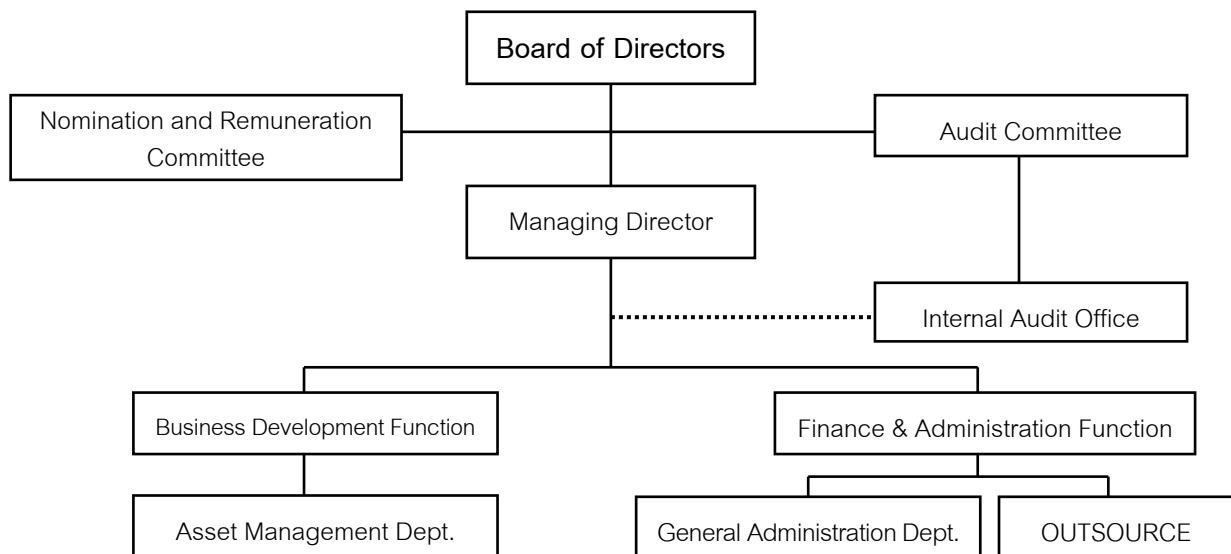 Board of Directors
Nomination and Remuneration
Committee
Audit Committee
Managing Director
Internal Audit Office
Business Development Function
Finance & Administration Function
Asset Management Dept.
General Administration Dept.
OUTSOURCE